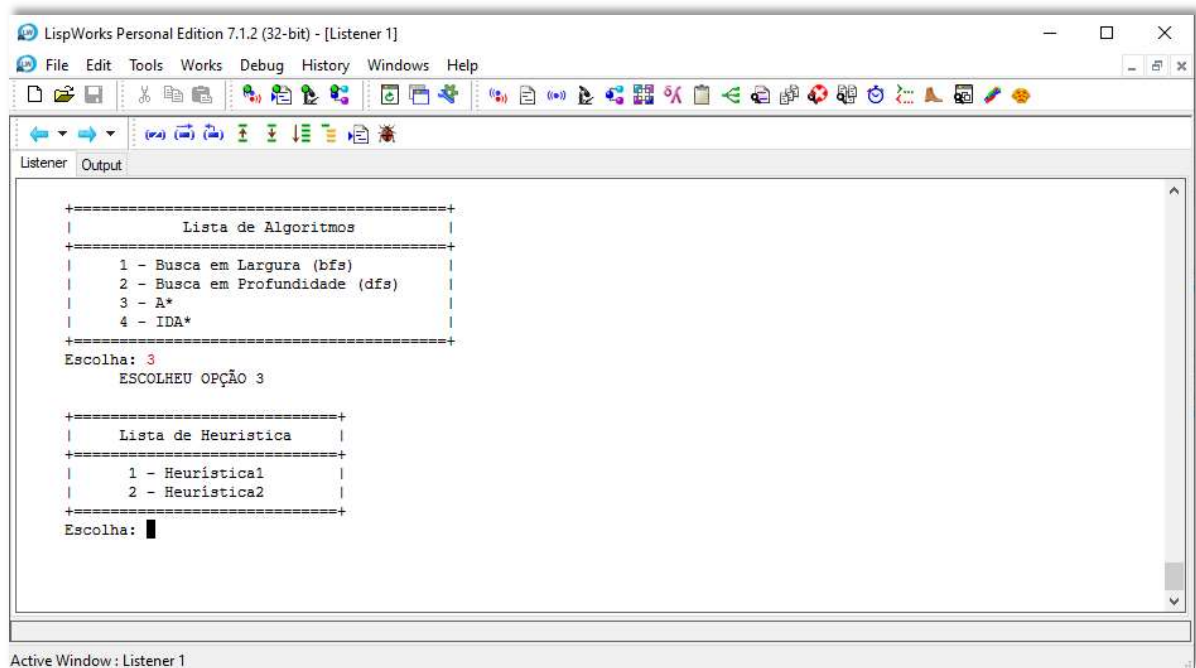 LispWorks Personal Edition 7.1.2 (32-bit) - [Listener 1]
File Edit Tools Works Debug History Windows Help
Listener Output
+=========================================+
| Lista de Algoritmos |
+=========================================+
| 1 - Busca em Largura (bfs) |
| 2 - Busca em Profundidade (dfs) |
| 3 - A* |
| 4 - IDA* |
+=========================================+
Escolha: 3
ESCOLHEU OPÇÃO 3
+=============================+
| Lista de Heuristica |
+=============================+
| 1 - Heurística1 |
| 2 - Heurística2 |
+=============================+
Escolha:
Active Window : Listener 1